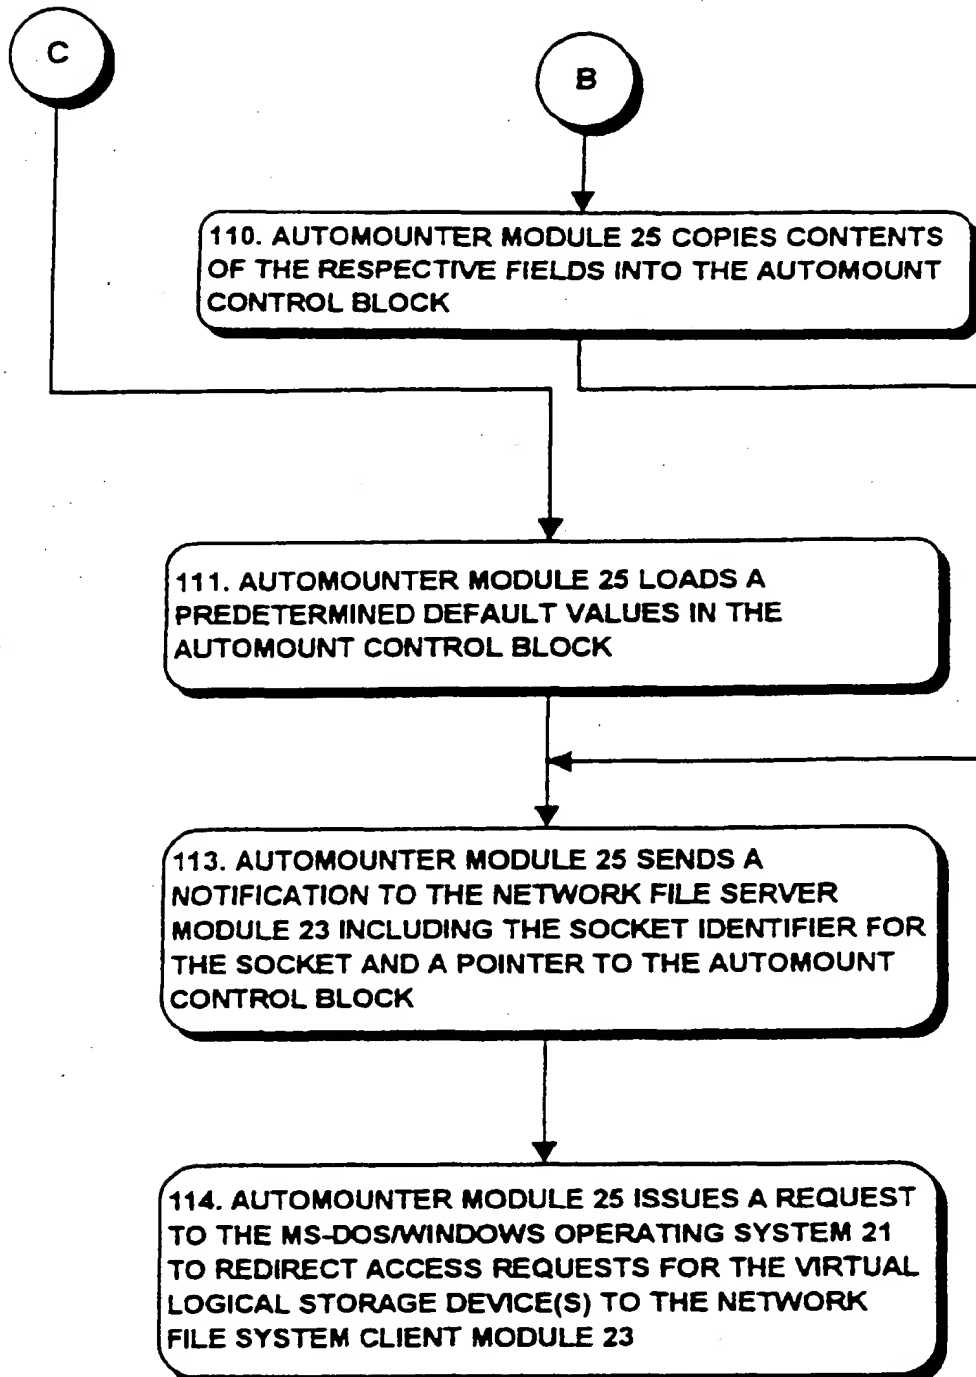 C
B
110. AUTOMOUNTER MODULE 25 COPIES CONTENTS
OF THE RESPECTIVE FIELDS INTO THE AUTOMOUNT
CONTROL BLOCK
111. AUTOMOUNTER MODULE 25 LOADS A
PREDETERMINED DEFAULT VALUES IN THE
AUTOMOUNT CONTROL BLOCK
113. AUTOMOUNTER MODULE 25 SENDS A
NOTIFICATION TO THE NETWORK FILE SERVER
MODULE 23 INCLUDING THE SOCKET IDENTIFIER FOR
THE SOCKET AND A POINTER TO THE AUTOMOUNT
CONTROL BLOCK
114. AUTOMOUNTER MODULE 25 ISSUES A REQUEST
TO THE MS-DOS/WINDOWS OPERATING SYSTEM 21
TO REDIRECT ACCESS REQUESTS FOR THE VIRTUAL
LOGICAL STORAGE DEVICE(S) TO THE NETWORK
FILE SYSTEM CLIENT MODULE 23